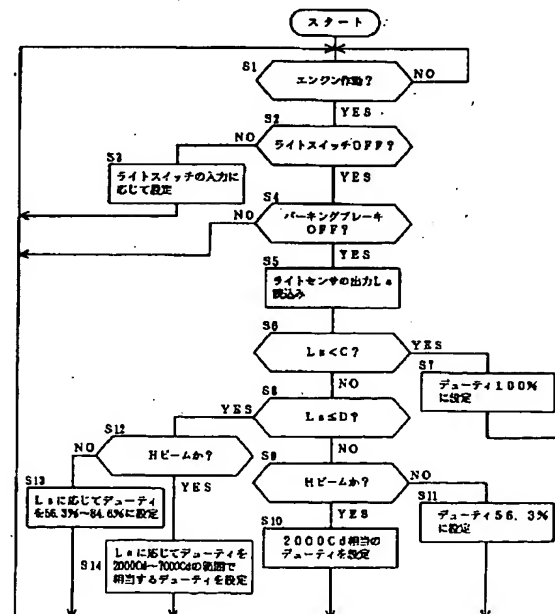 スタート
S1
エンジン作動?
NO
YES
S2
NO
ライトスイッチOFF?
S3
ライトスイッチの入力に
応じて設定
YES
S4
NO
パーキングブレーキ
OFF?
YES
S5
ライトセンサの出力Ls
読込み
S6
Ls<C?
YES
S7
デューティ100%
に設定
NO
S8
YES
Ls≤D?
S12
NO
Hビームか?
NO
S9
Hビームか?
NO
S13
Lsに応じてデューティ
を56.3%~84.6%に設定
YES
YES
S11
デューティ56.3%
に設定
S10
2000Cd相当の
デューティを設定
S14
Lsに応じてデューティを
2000Cd~7000Cdの範囲で
相当するデューティを設定